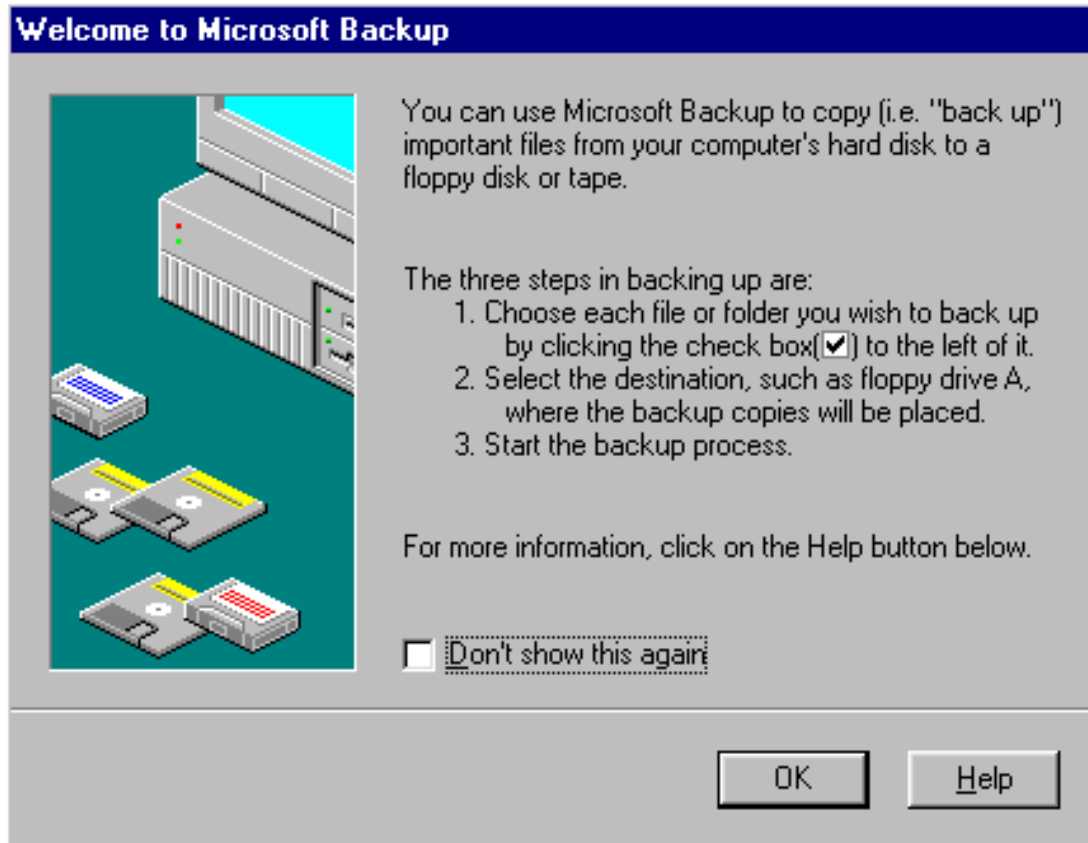 Welcome to Microsoft Backup
You can use Microsoft Backup to copy (i.e. "back up")
important files from your computer's hard disk to a
floppy disk or tape.
The three steps in backing up are:
1. Choose each file or folder you wish to back up
by clicking the check box(☑) to the left of it.
2. Select the destination, such as floppy drive A,
where the backup copies will be placed.
3. Start the backup process.
For more information, click on the Help button below.
Don't show this again
OK
Help